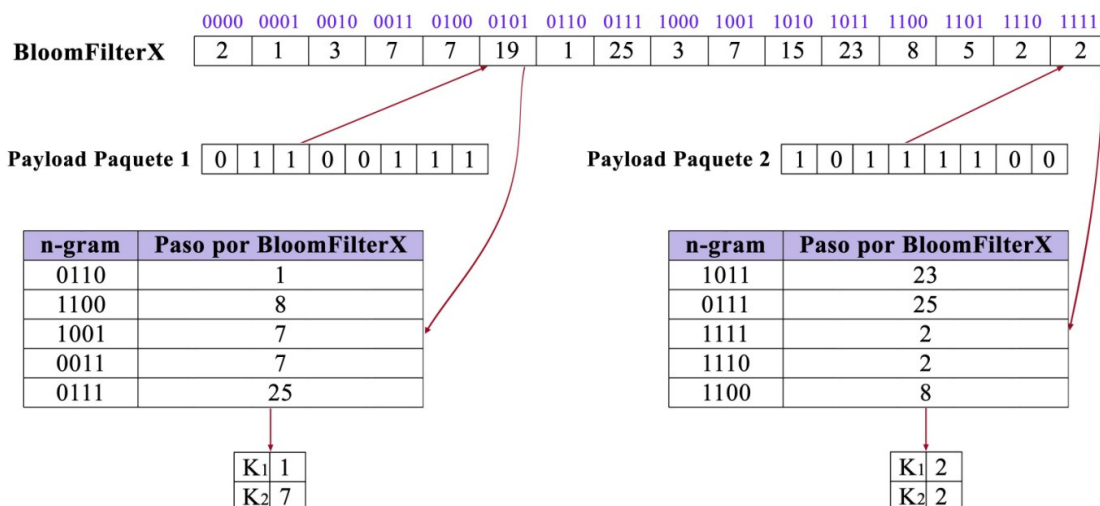 0000 0001 0010 0011 0100 0101 0110 0111 1000 1001 1010 1011 1100 1101 1110 1111
BloomFilterX 2 1 3 7 7 19 1 25 3 7 15 23 8 5 2 2
Payload Paquete 1 0 1 1 0 0 1 1 1
Payload Paquete 2 1 0 1 1 1 1 0 0
n-gram Paso por BloomFilterX
0110 1
1100 8
1001 7
0011 7
0111 25
K1 1
K2 7
n-gram Paso por BloomFilterX
1011 23
0111 25
1111 2
1110 2
1100 8
K1 2
K2 2